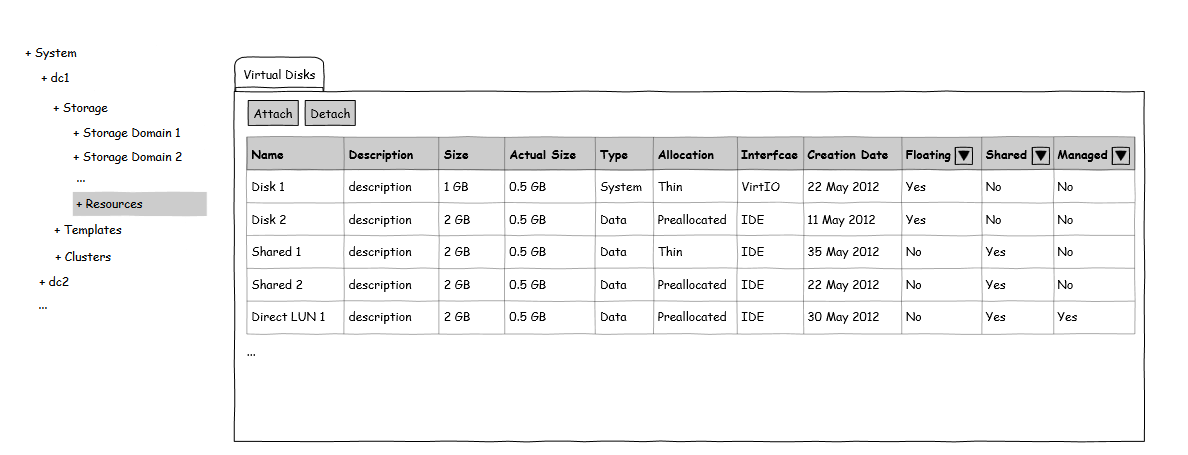 + System
+ dc1
+ Storage
+ Storage Domain 1
+ Storage Domain 2
...
+ Resources
+ Templates
+ Clusters
+ dc2
...
Virtual Disks
Attach Detach
Name Description Size Actual Size Type Allocation Interfcae Creation Date Floating Shared Managed
Disk 1 description 1 GB 0.5 GB System Thin VirtIO 22 May 2012 Yes No No
Disk 2 description 2 GB 0.5 GB Data Preallocated IDE 11 May 2012 Yes No No
Shared 1 description 2 GB 0.5 GB Data Thin IDE 35 May 2012 No Yes No
Shared 2 description 2 GB 0.5 GB Data Preallocated IDE 22 May 2012 No Yes No
Direct LUN 1 description 2 GB 0.5 GB Data Preallocated IDE 30 May 2012 No Yes Yes
...